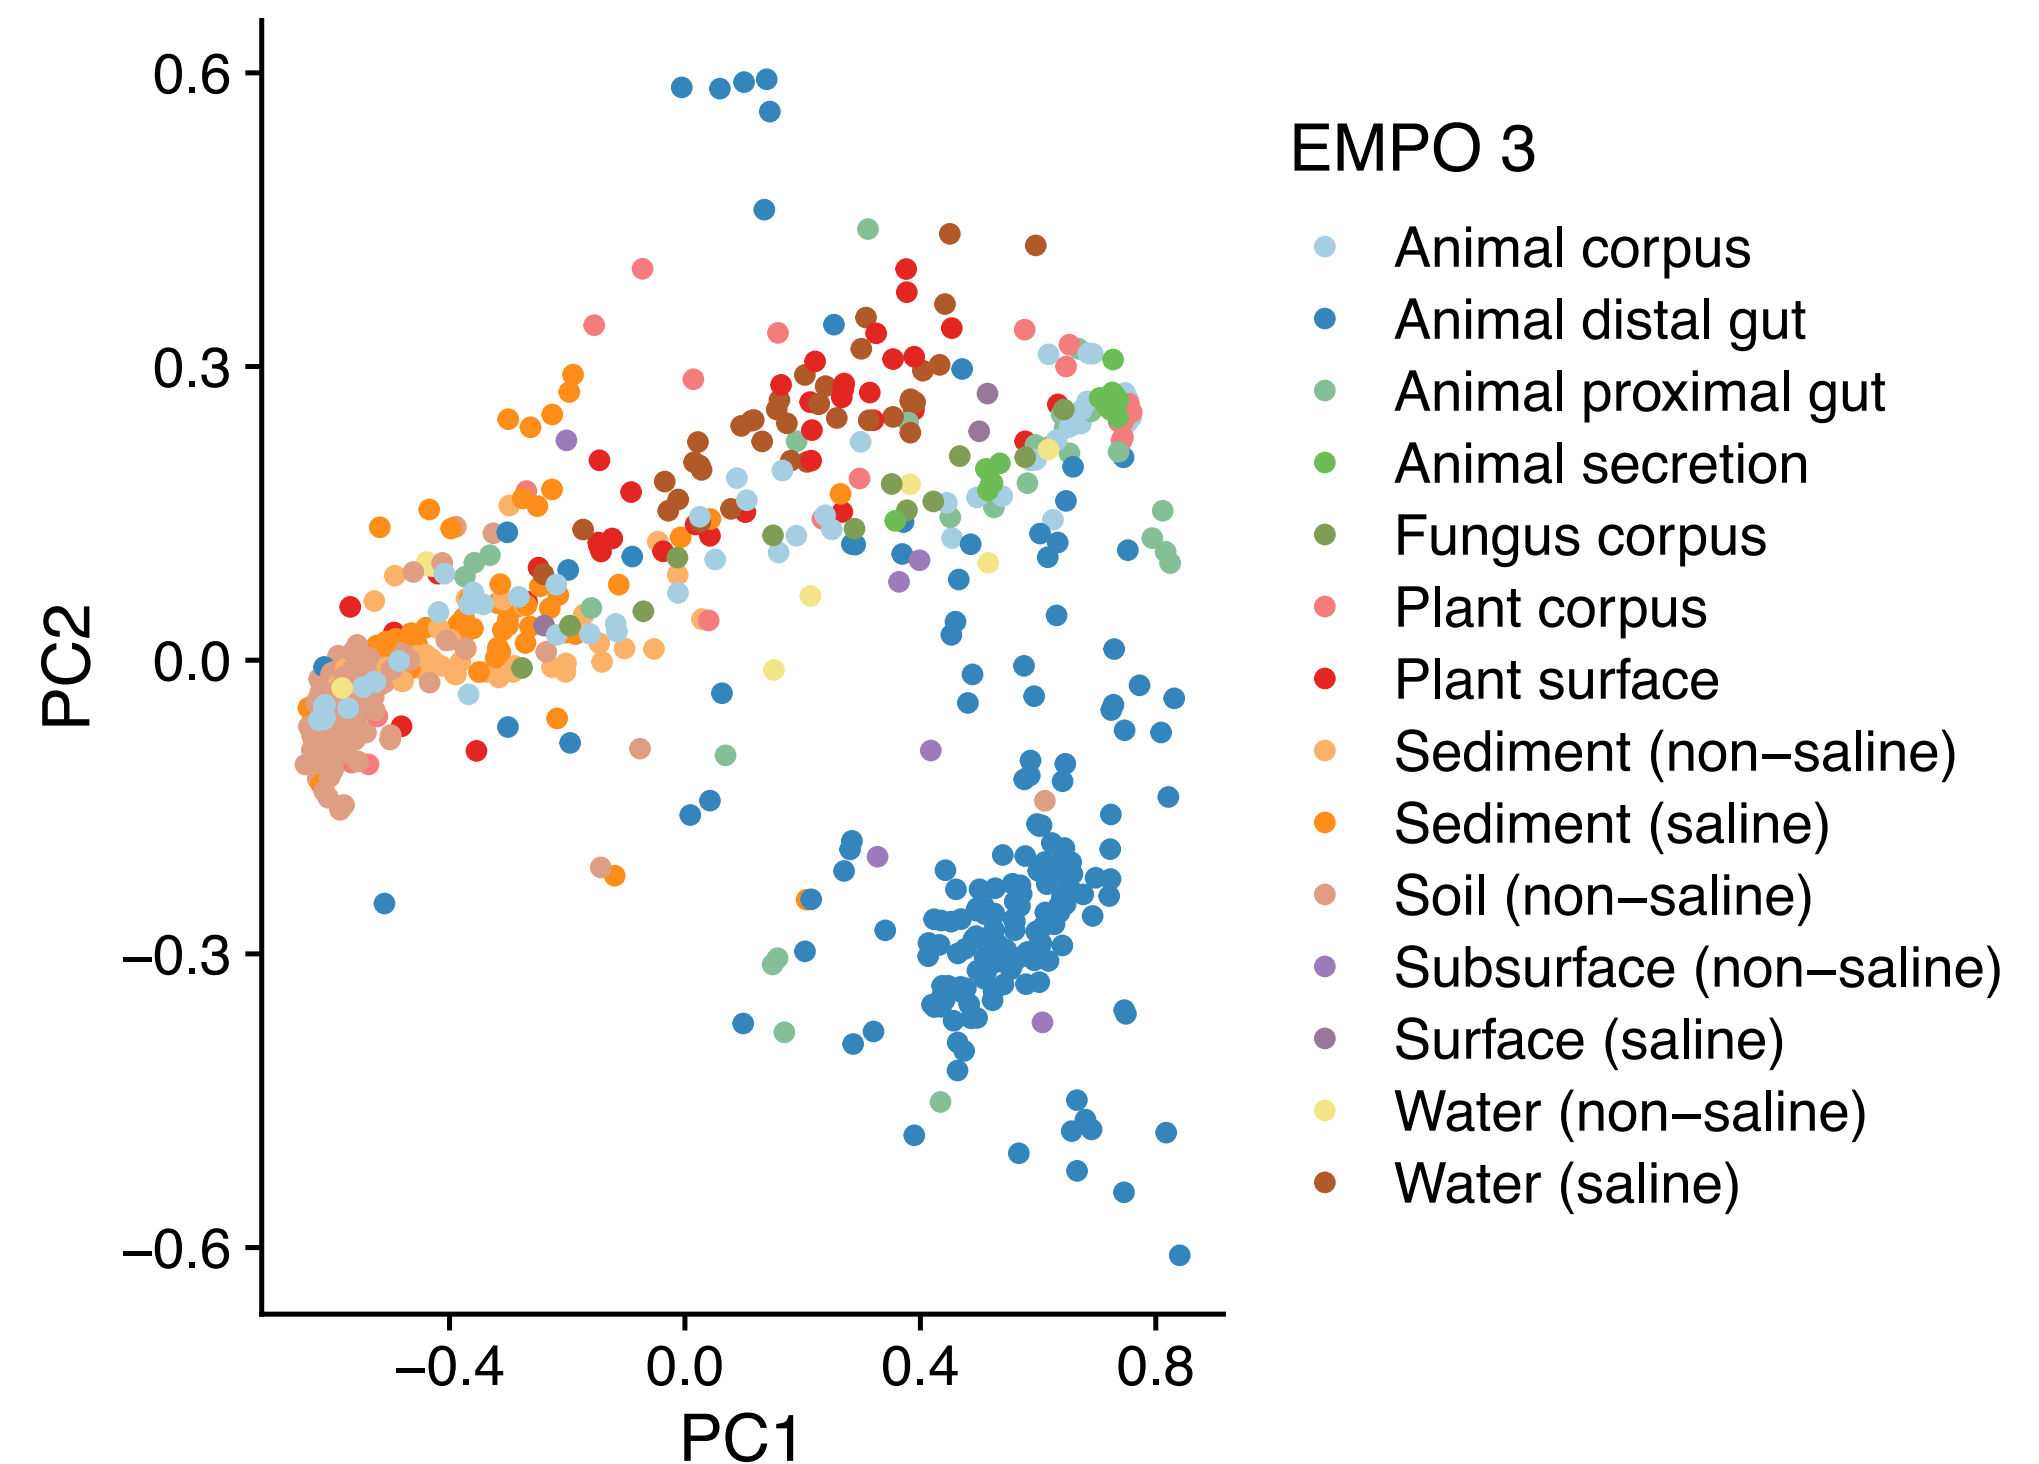 0.6
0.3
0.0
−0.3
−0.6
PC2
−0.4 0.0 0.4 0.8
PC1
EMPO 3
Animal corpus
Animal distal gut
Animal proximal gut
Animal secretion
Fungus corpus
Plant corpus
Plant surface
Sediment (non−saline)
Sediment (saline)
Soil (non−saline)
Subsurface (non−saline)
Surface (saline)
Water (non−saline)
Water (saline)